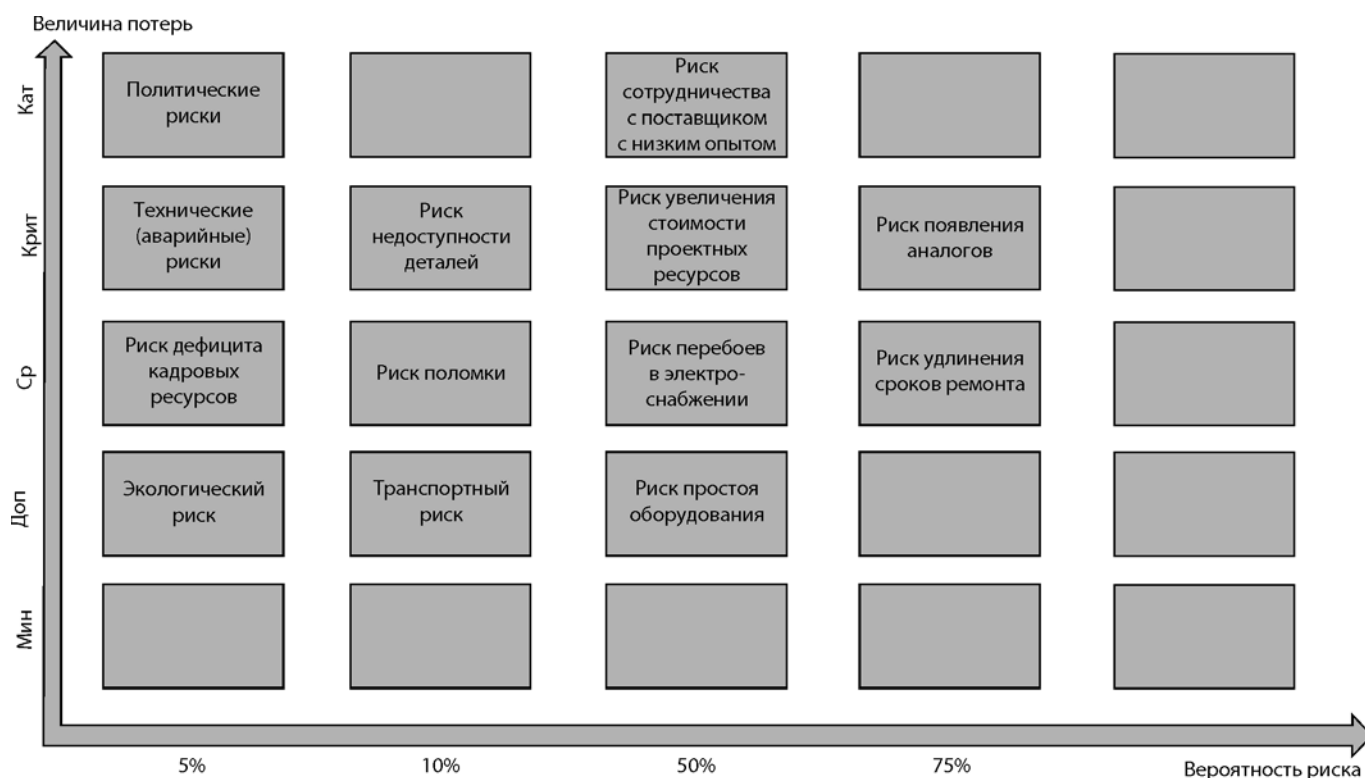 Величина потерь
Кат
Политические
риски
Риск
сотрудничества
с поставщиком
с низким опытом
Крит
Технические
(аварийные)
риски
Риск
недоступности
деталей
Риск увеличения
стоимости
проектных
ресурсов
Риск появления
аналогов
Ср
Риск дефицита
кадровых
ресурсов
Риск поломки
Риск перебоев
в электро-
снабжении
Риск удлинения
сроков ремонта
Доп
Экологический
риск
Транспортный
риск
Риск простоя
оборудования
Мин
5%
10%
50%
75%
Вероятность риска